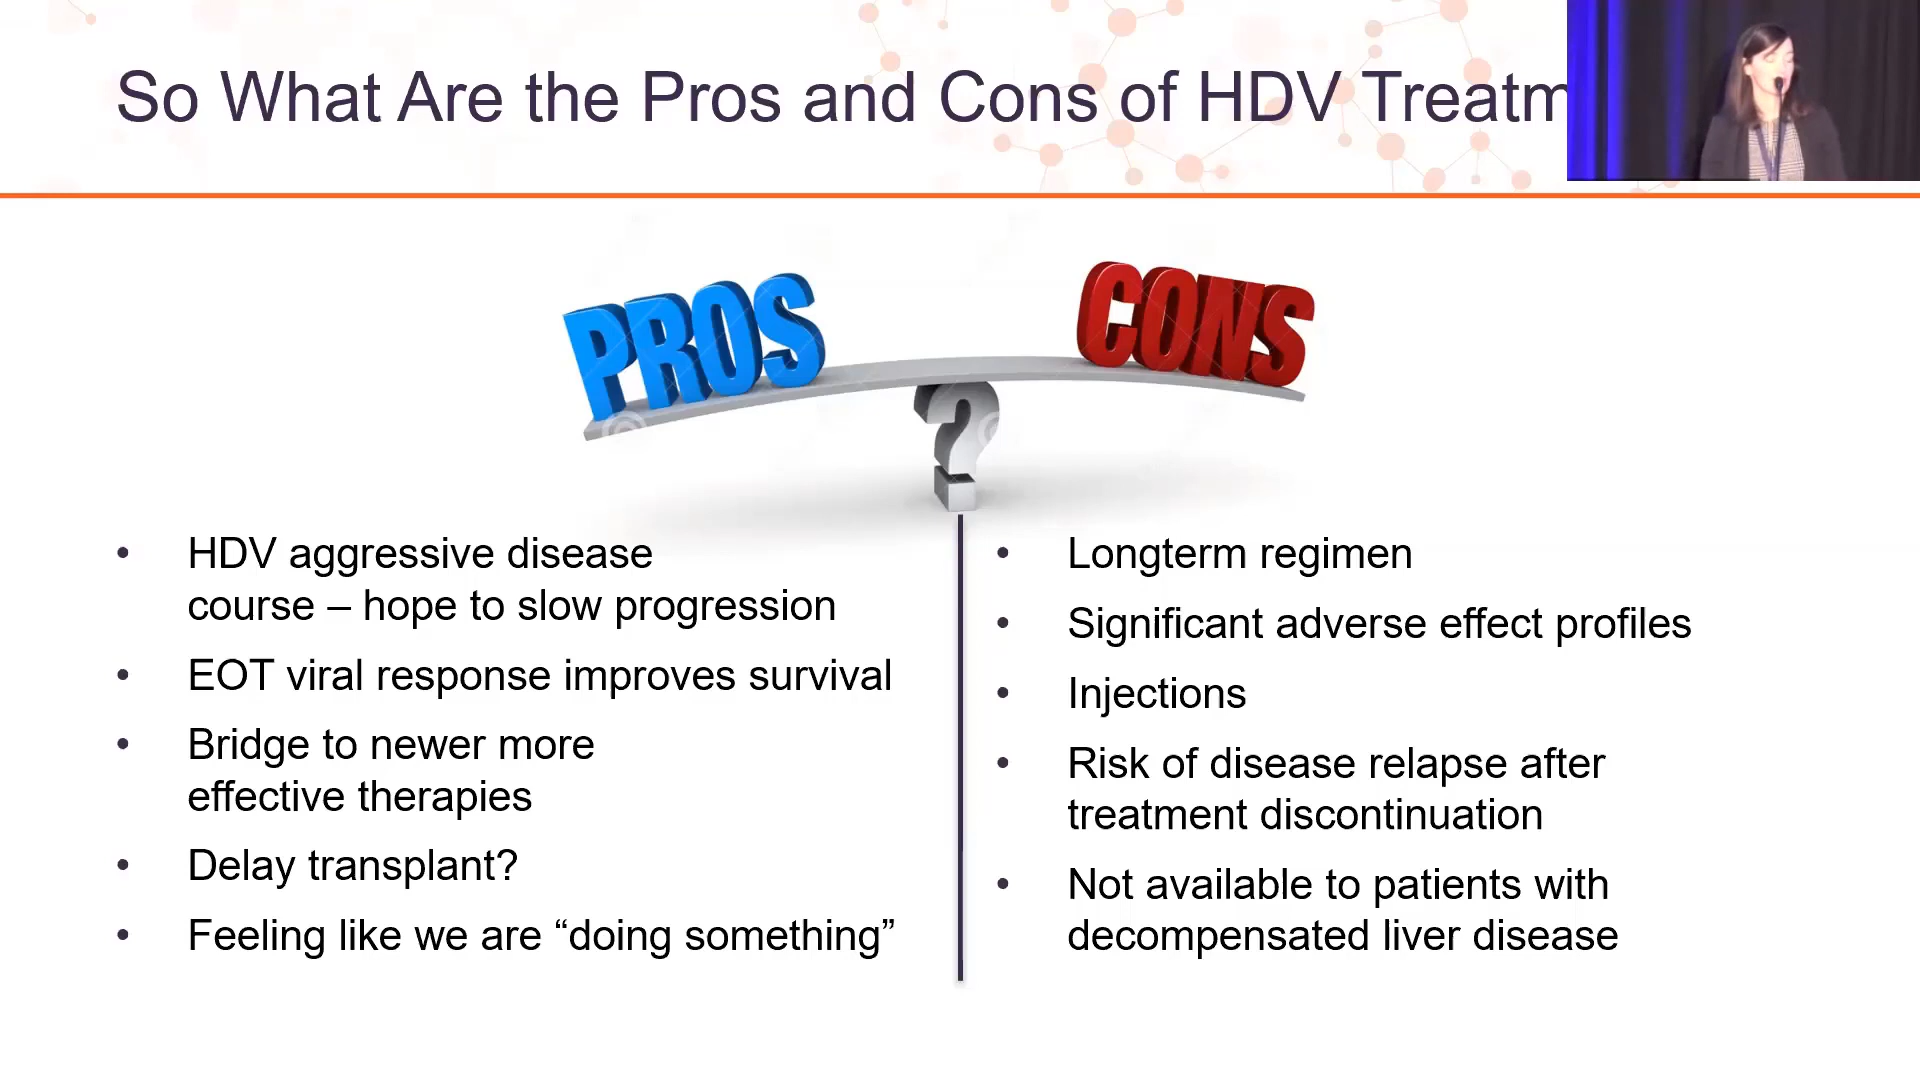 So What Are the Pros and Cons of HDV Treatm
PROS
CONS
?
• HDV aggressive disease
course – hope to slow progression
• EOT viral response improves survival
• Bridge to newer more
effective therapies
• Delay transplant?
• Feeling like we are “doing something”
• Longterm regimen
• Significant adverse effect profiles
• Injections
• Risk of disease relapse after
treatment discontinuation
• Not available to patients with
decompensated liver disease